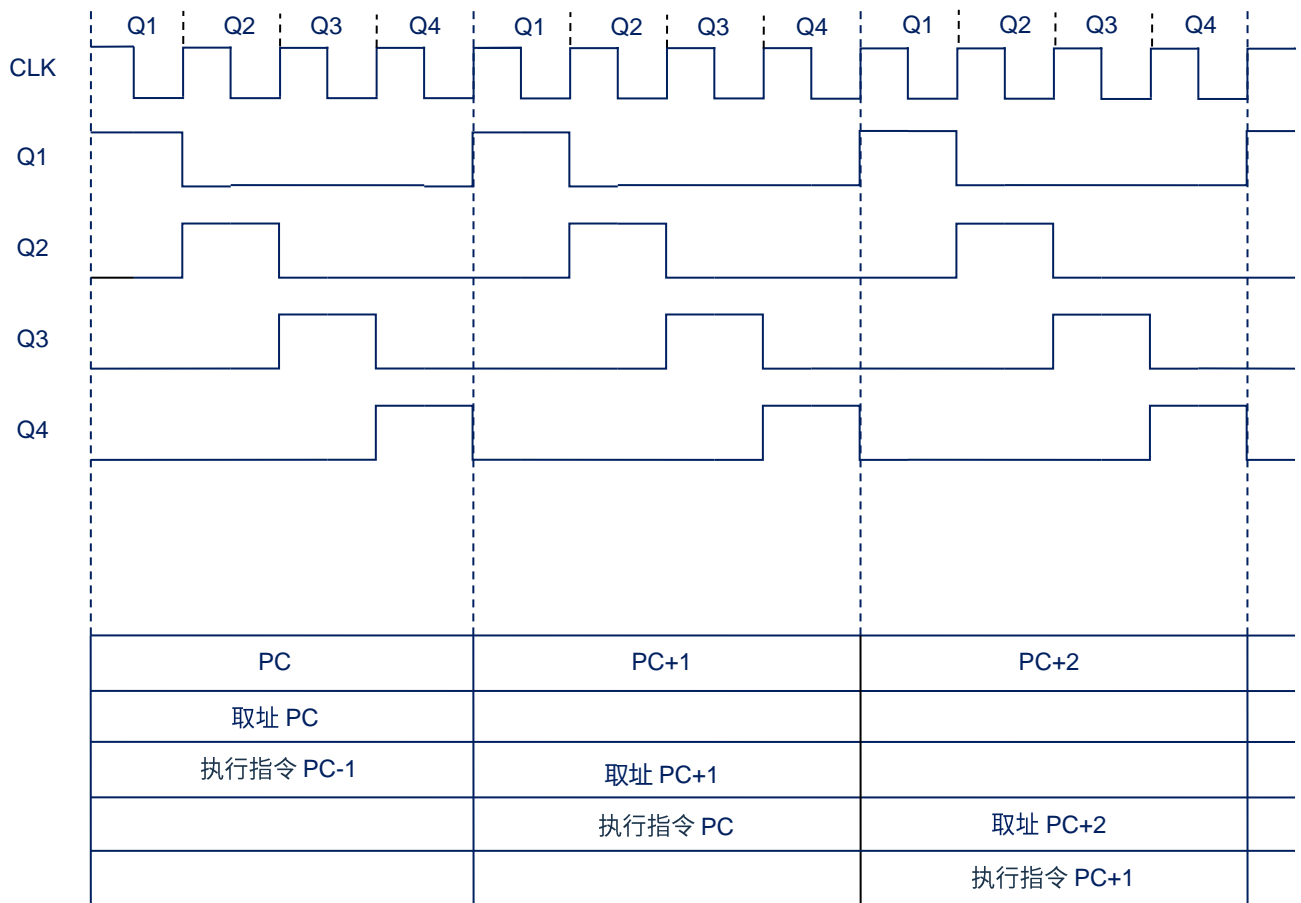 Q1 Q2 Q3 Q4 Q1 Q2 Q3 Q4 Q1 Q2 Q3 Q4
CLK
Q1
Q2
Q3
Q4
PC PC+1 PC+2
取址 PC
执行指令 PC-1 取址 PC+1
执行指令 PC 取址 PC+2
执行指令 PC+1